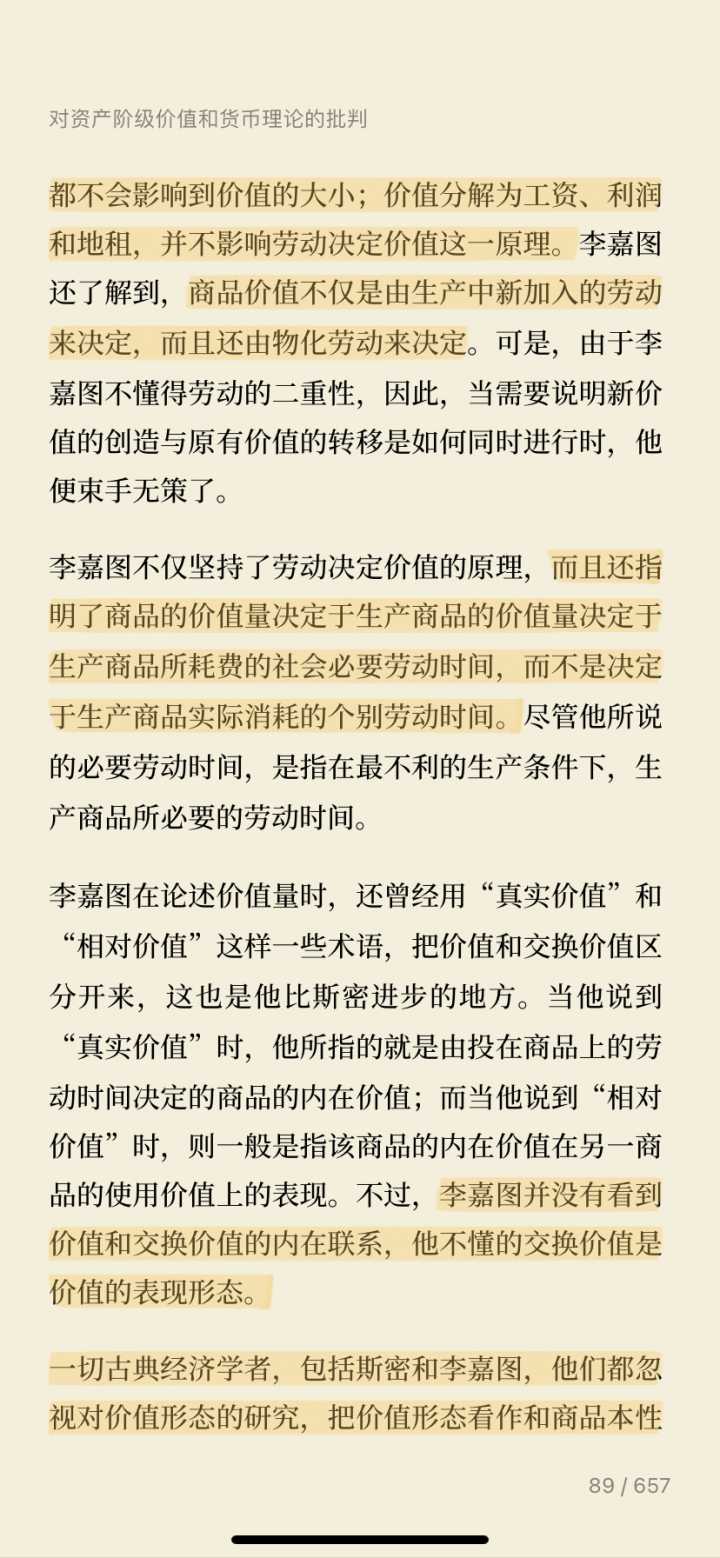 对资产阶级价值和货币理论的批判
都不会影响到价值的大小；价值分解为工资、利润
和地租，并不影响劳动决定价值这一原理。李嘉图
还了解到，商品价值不仅是由生产中新加入的劳动
来决定，而且还由物化劳动来决定。可是，由于李
嘉图不懂得劳动的二重性，因此，当需要说明新价
值的创造与原有价值的转移是如何同时进行时，他
便束手无策了。
李嘉图不仅坚持了劳动决定价值的原理，而且还指
明了商品的价值量决定于生产商品的价值量决定于
生产商品所耗费的社会必要劳动时间，而不是决定
于生产商品实际消耗的个别劳动时间。尽管他所说
的必要劳动时间，是指在最不利的生产条件下，生
产商品所必要的劳动时间。
李嘉图在论述价值量时，还曾经用“真实价值”和
“相对价值”这样一些术语，把价值和交换价值区
分开来，这也是他比斯密进步的地方。当他说到
“真实价值”时，他所指的就是由投在商品上的劳
动时间决定的商品的内在价值；而当他说到“相对
价值”时，则一般是指该商品的内在价值在另一商
品的使用价值上的表现。不过，李嘉图并没有看到
价值和交换价值的内在联系，他不懂的交换价值是
价值的表现形态。
一切古典经济学者，包括斯密和李嘉图，他们都忽
视对价值形态的研究，把价值形态看作和商品本性
89 / 657